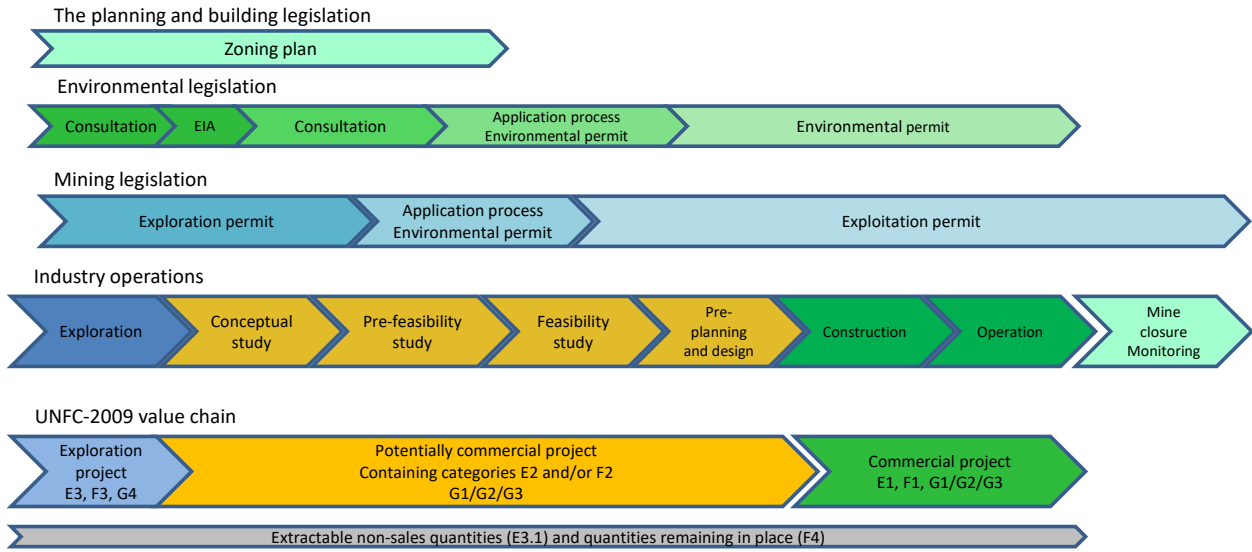 The planning and building legislation
Zoning plan
Environmental legislation
Consultation
EIA
Consultation
Application process
Environmental permit
Environmental permit
Mining legislation
Exploration permit
Application process
Environmental permit
Exploitation permit
Industry operations
Exploration
Conceptual
study
Pre-feasibility
study
Feasibility
study
Pre-
planning
and design
Construction
Operation
Mine
closure
Monitoring
UNFC-2009 value chain
Exploration
project
E3, F3, G4
Potentially commercial project
Containing categories E2 and/or F2
G1/G2/G3
Commercial project
E1, F1, G1/G2/G3
Extractable non-sales quantities (E3.1) and quantities remaining in place (F4)